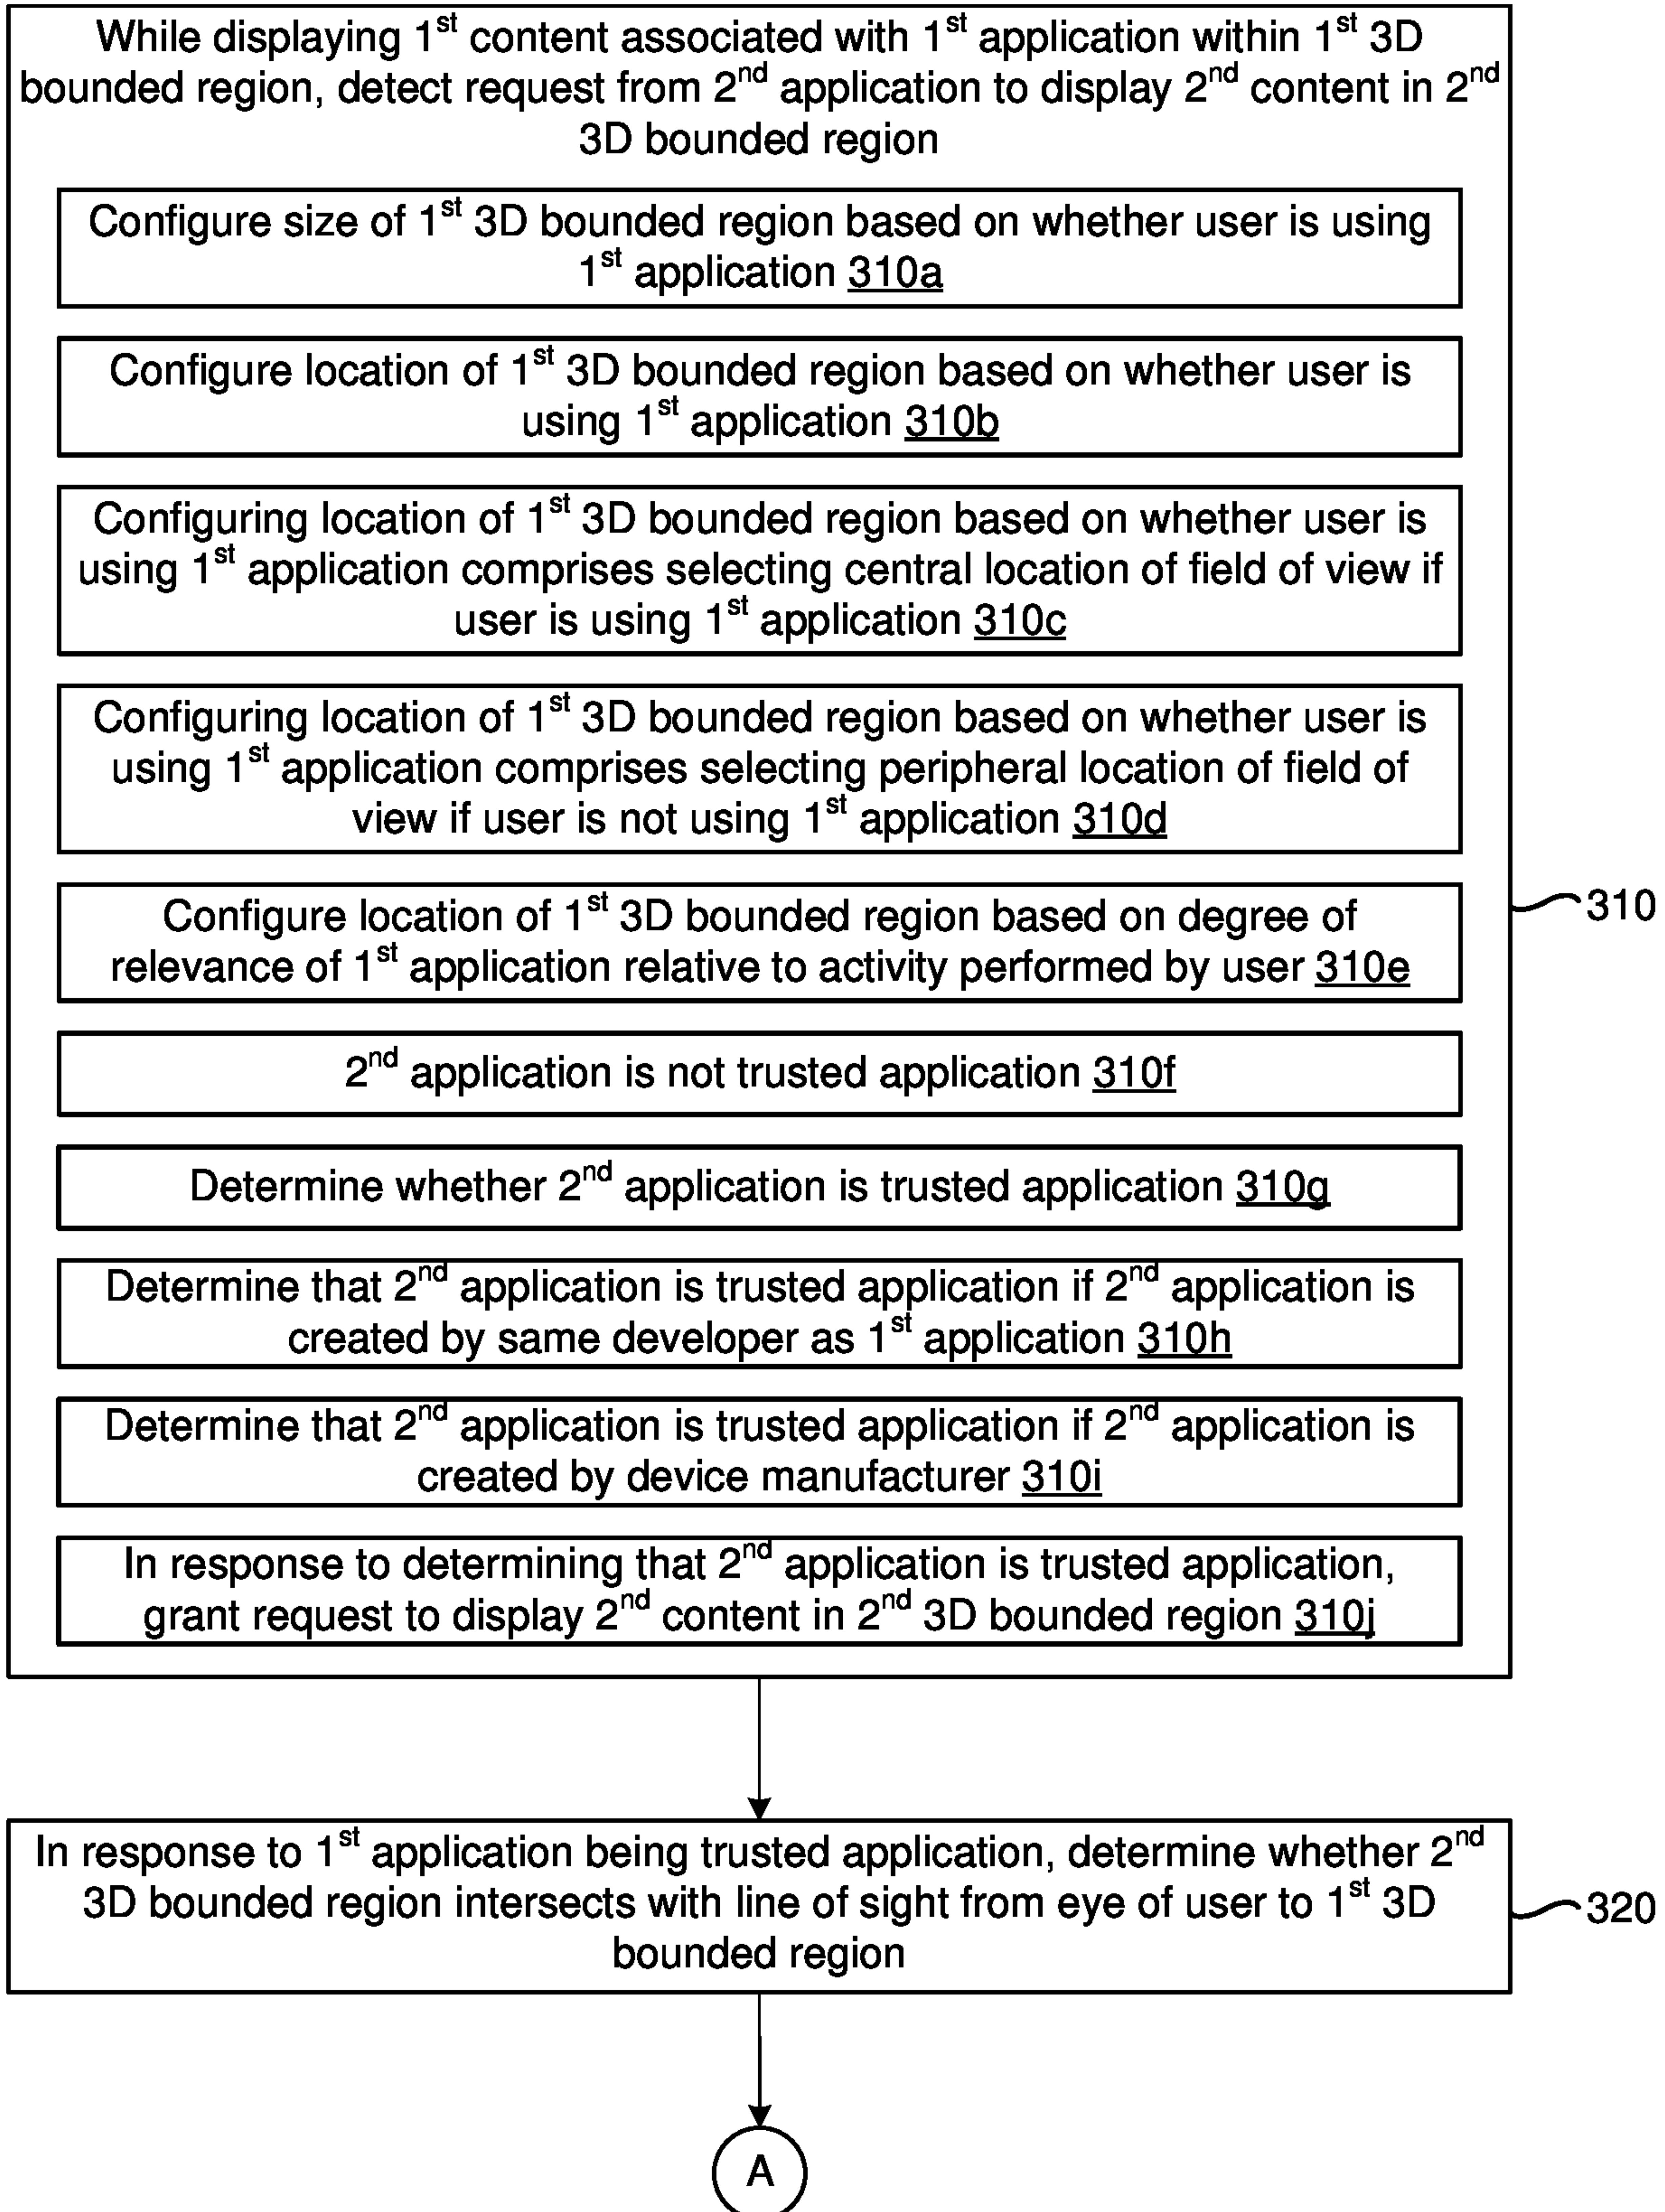 While displaying 1st content associated with 1st application within 1st 3D
bounded region, detect request from 2nd application to display 2nd content in 2nd
3D bounded region
Configure size of 1st 3D bounded region based on whether user is using
1st application 310a
Configure location of 1st 3D bounded region based on whether user is
using 1st application 310b
Configuring location of 1st 3D bounded region based on whether user is
using 1st application comprises selecting central location of field of view if
user is using 1st application 310c
Configuring location of 1st 3D bounded region based on whether user is
using 1st application comprises selecting peripheral location of field of
view if user is not using 1st application 310d
Configure location of 1st 3D bounded region based on degree of
relevance of 1st application relative to activity performed by user 310e
310
2nd application is not trusted application 310f
Determine whether 2nd application is trusted application 310g
Determine that 2nd application is trusted application if 2nd application is
created by same developer as 1st application 310h
Determine that 2nd application is trusted application if 2nd application is
created by device manufacturer 310i
In response to determining that 2nd application is trusted application,
grant request to display 2nd content in 2nd 3D bounded region 310j
In response to 1st application being trusted application, determine whether 2nd
3D bounded region intersects with line of sight from eye of user to 1st 3D
bounded region
320
A